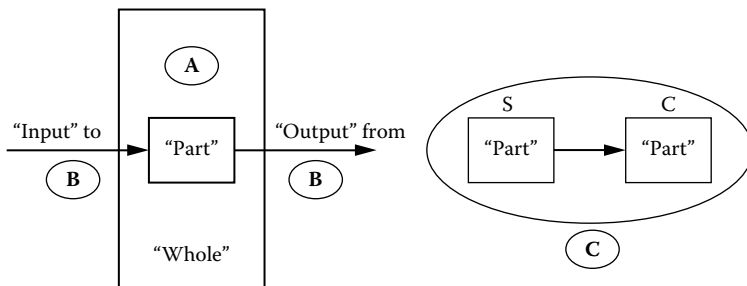 A
“Input” to
“Part”
“Output” from
B
B
“Whole”
S
C
“Part”
“Part”
C